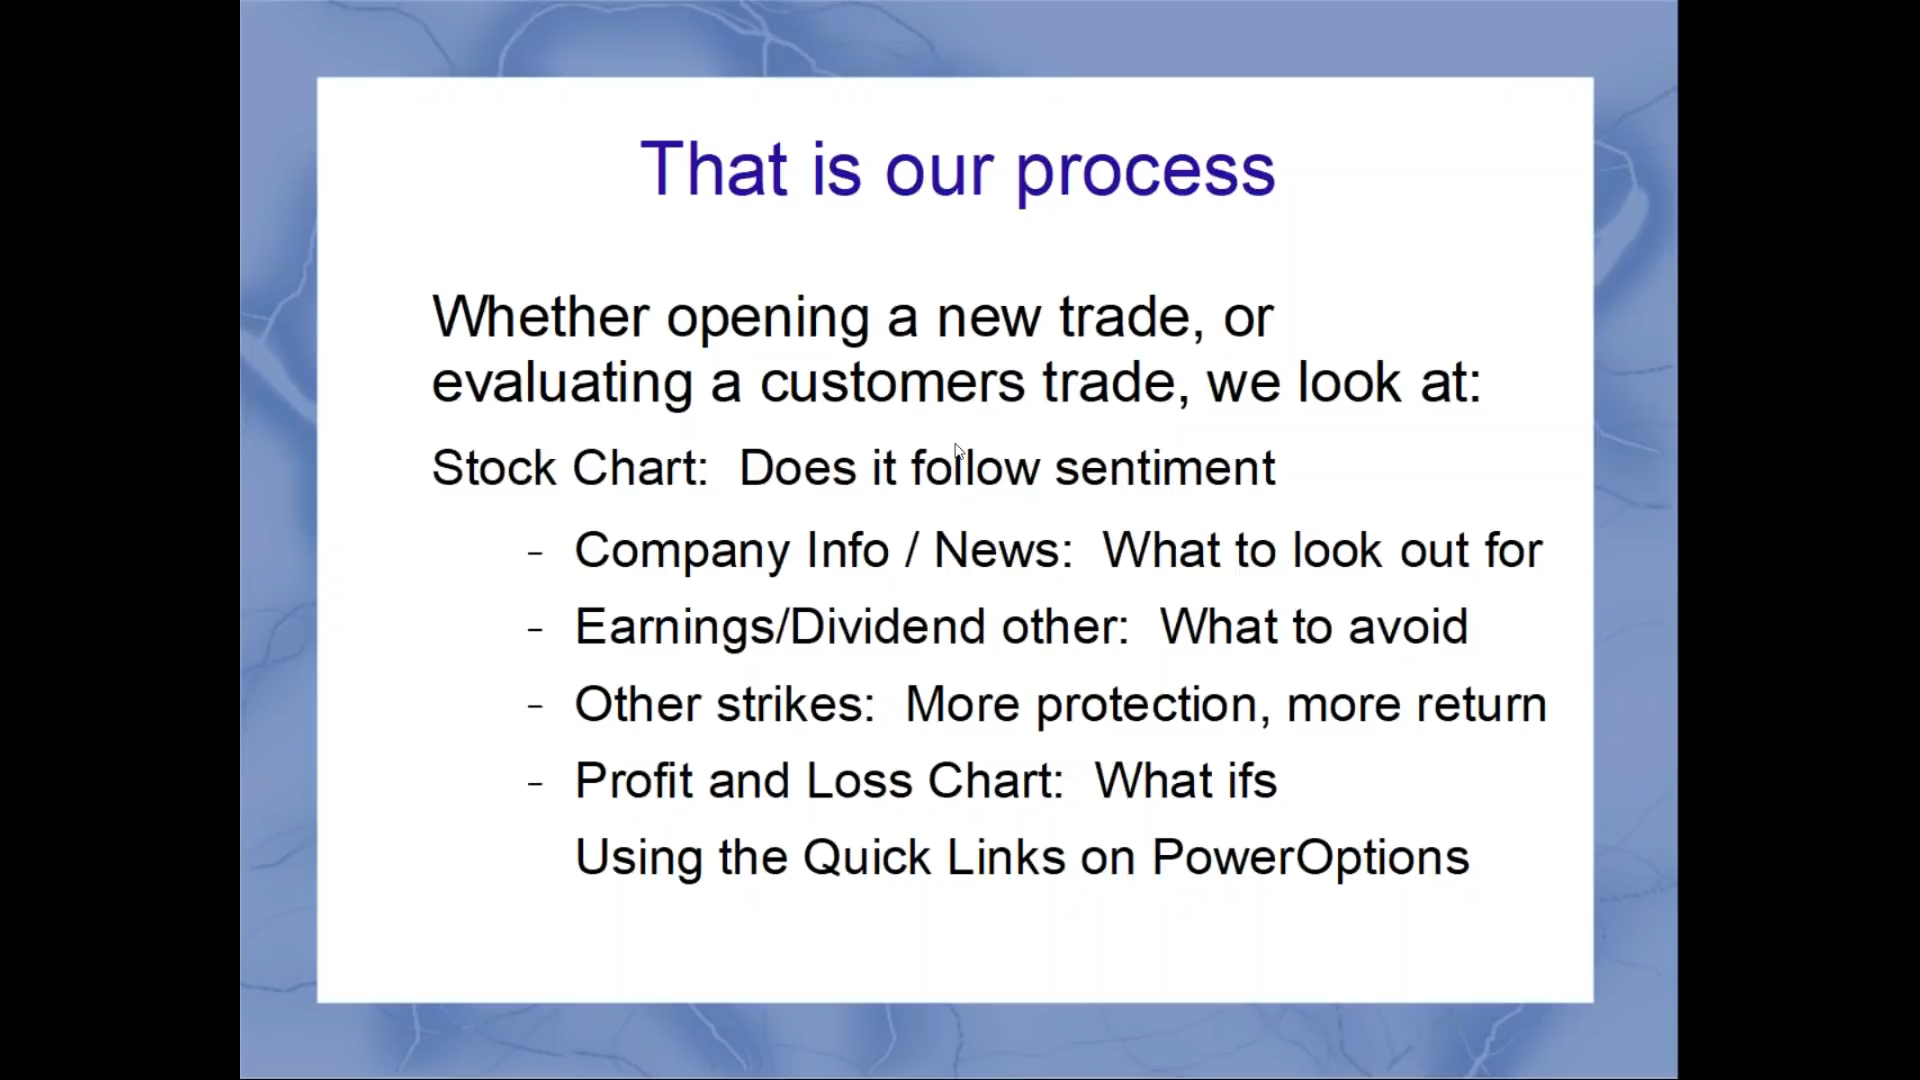 That is our process
Whether opening a new trade, or
evaluating a customers trade, we look at:
Stock Chart:  Does it follow sentiment
- Company Info / News:  What to look out for
- Earnings/Dividend other:  What to avoid
- Other strikes:  More protection, more return
- Profit and Loss Chart:  What ifs
Using the Quick Links on PowerOptions